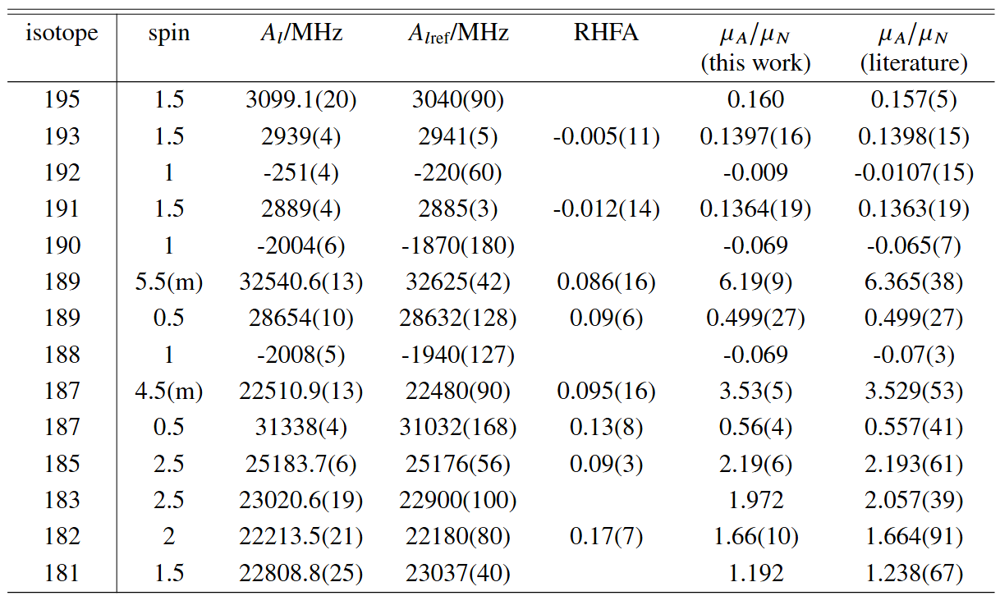 isotope spin A_l/MHz A_lref/MHz RHFA μ_A/μ_N μ_A/μ_N
(this work) (literature)
195 1.5 3099.1(20) 3040(90) 0.160 0.157(5)
193 1.5 2939(4) 2941(5) -0.005(11) 0.1397(16) 0.1398(15)
192 1 -251(4) -220(60) -0.009 -0.0107(15)
191 1.5 2889(4) 2885(3) -0.012(14) 0.1364(19) 0.1363(19)
190 1 -2004(6) -1870(180) -0.069 -0.065(7)
189 5.5(m) 32540.6(13) 32625(42) 0.086(16) 6.19(9) 6.365(38)
189 0.5 28654(10) 28632(128) 0.09(6) 0.499(27) 0.499(27)
188 1 -2008(5) -1940(127) -0.069 -0.07(3)
187 4.5(m) 22510.9(13) 22480(90) 0.095(16) 3.53(5) 3.529(53)
187 0.5 31338(4) 31032(168) 0.13(8) 0.56(4) 0.557(41)
185 2.5 25183.7(6) 25176(56) 0.09(3) 2.19(6) 2.193(61)
183 2.5 23020.6(19) 22900(100) 1.972 2.057(39)
182 2 22213.5(21) 22180(80) 0.17(7) 1.66(10) 1.664(91)
181 1.5 22808.8(25) 23037(40) 1.192 1.238(67)